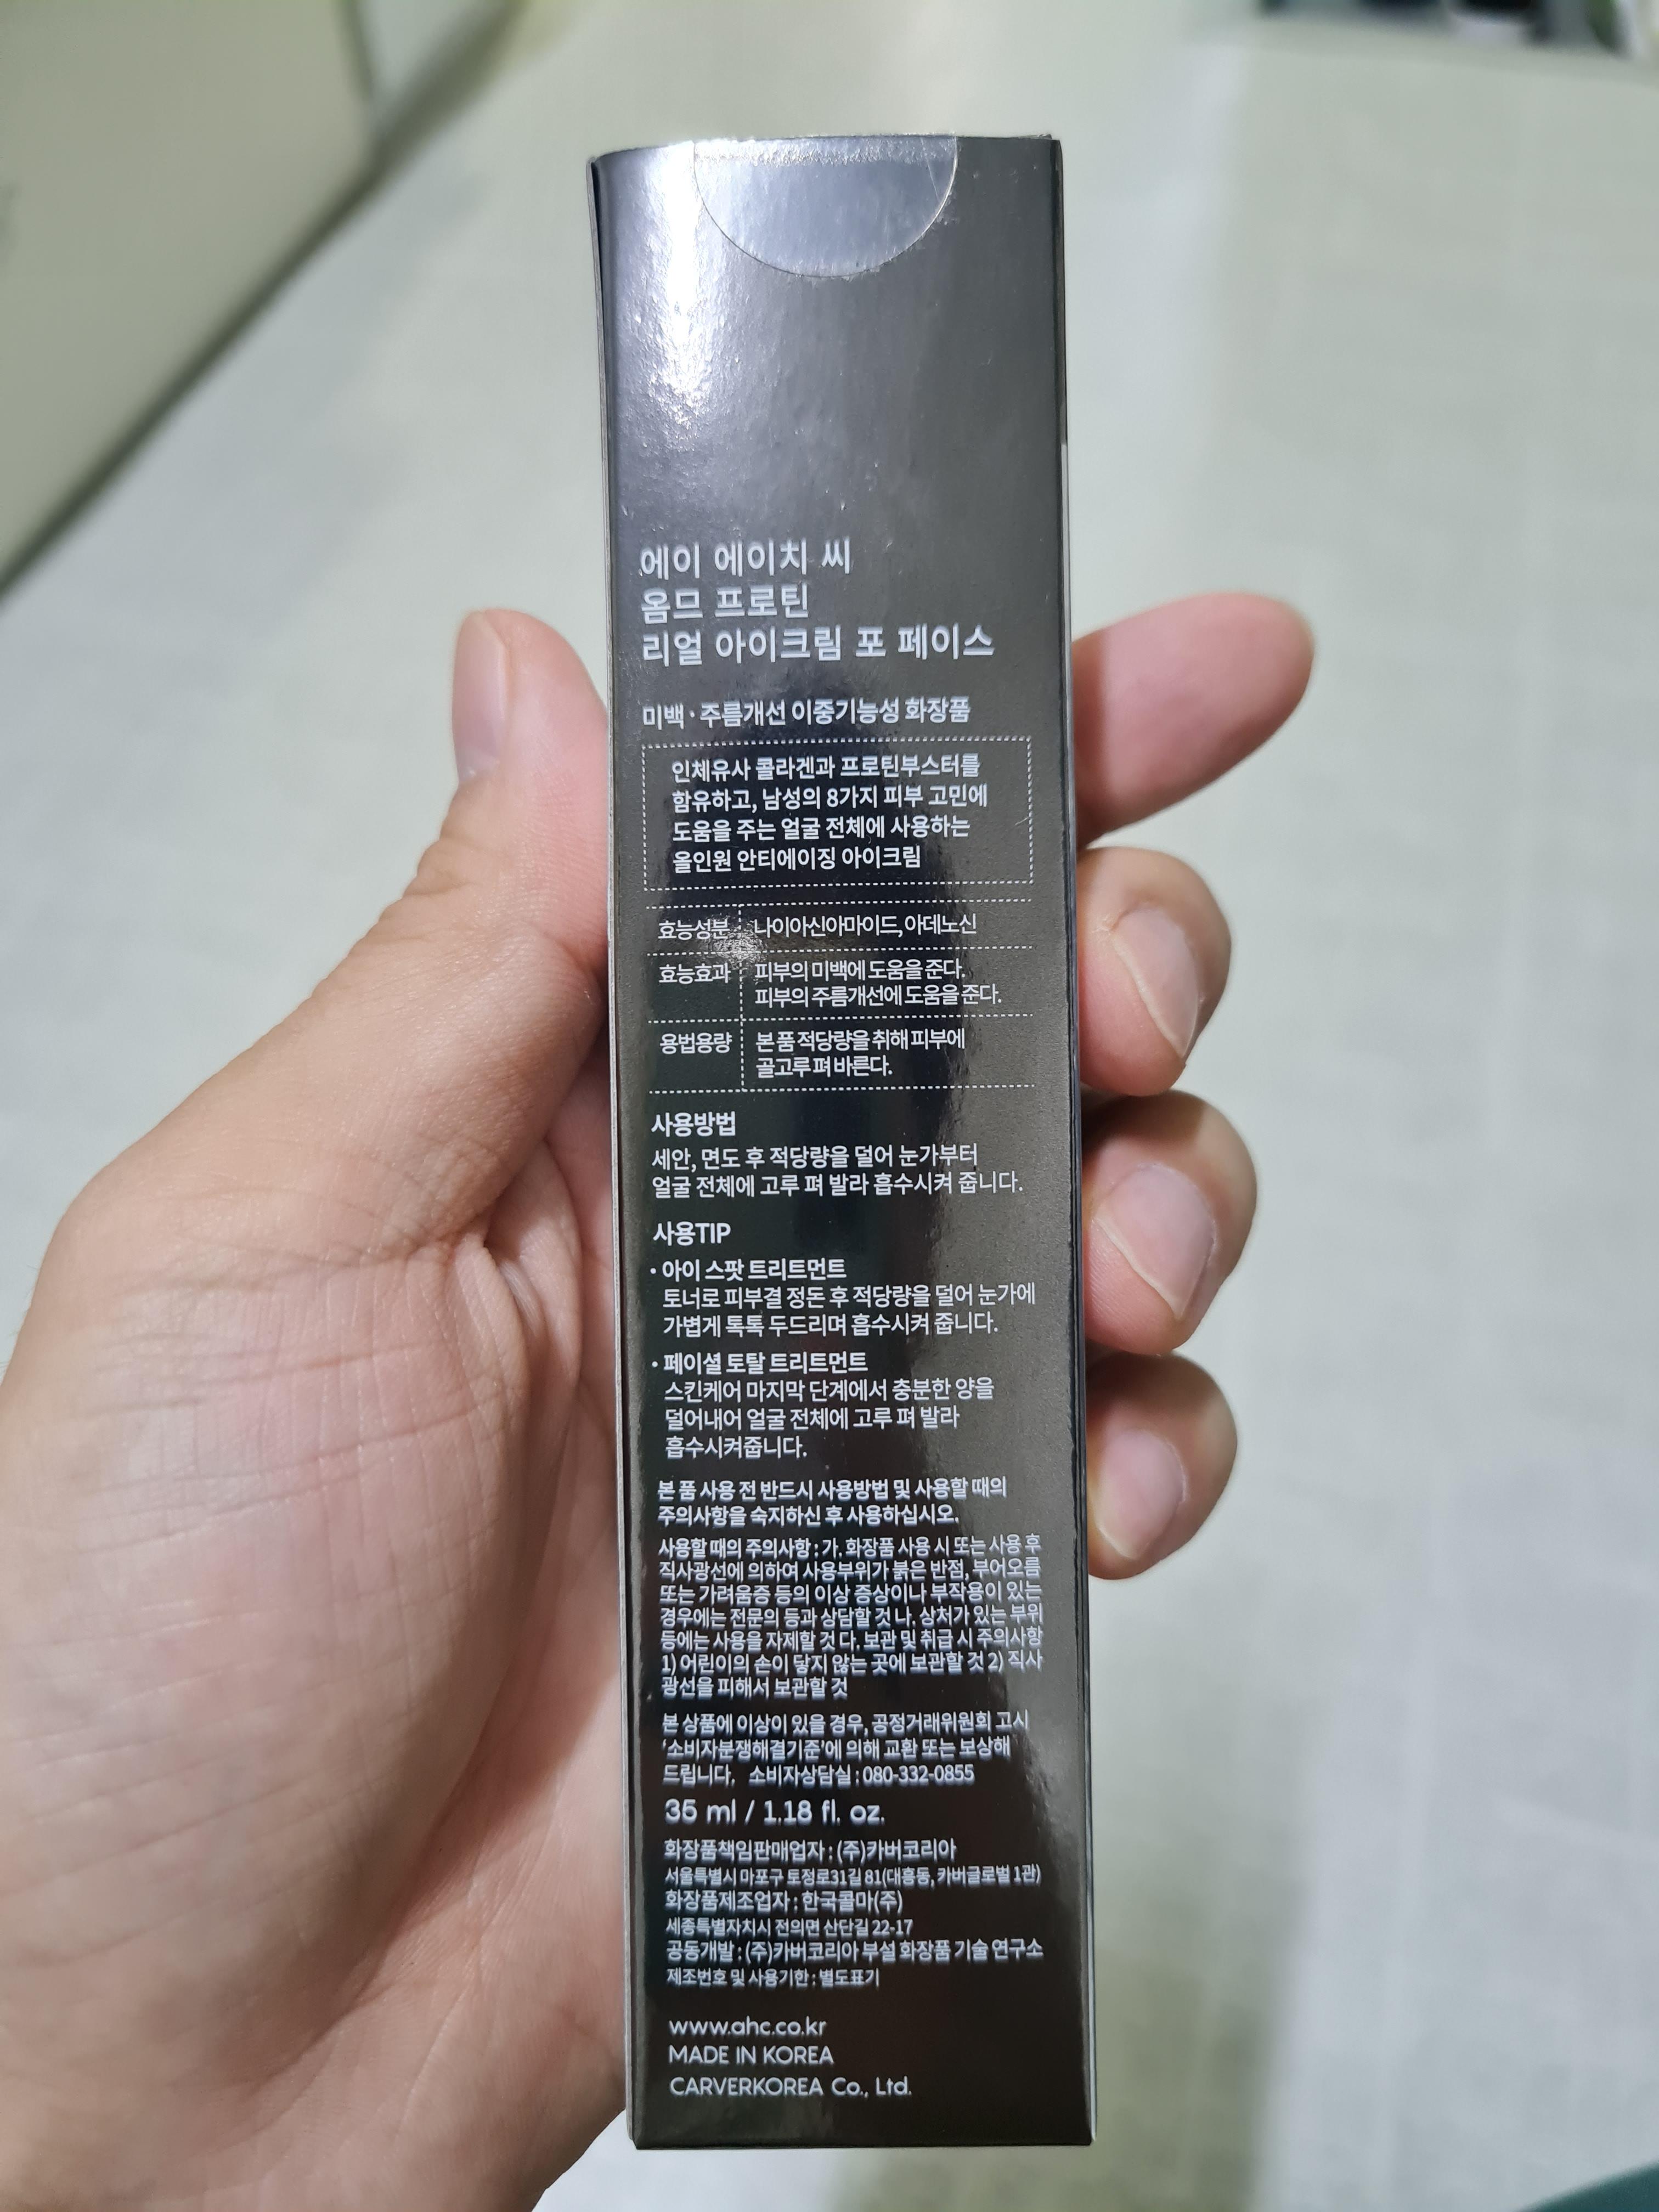 에이 에이치 씨
옴므 프로틴
리얼 아이크림 포 페이스
미백 · 주름개선 이중기능성 화장품
인체유사 콜라겐과 프로틴부스터를
함유하고, 남성의 8가지 피부 고민에
도움을 주는 얼굴 전체에 사용하는
올인원 안티에이징 아이크림
효능성분 나이아신아마이드, 아데노신
효능효과 피부의 미백에 도움을 준다.
피부의 주름개선에 도움을 준다.
용법용량 본 품 적당량을 취해 피부에
골고루 펴 바른다.
사용방법
세안, 면도 후 적당량을 덜어 눈가부터
얼굴 전체에 고루 펴 발라 흡수시켜 줍니다.
사용TIP
· 아이 스팟 트리트먼트
토너로 피부결 정돈 후 적당량을 덜어 눈가에
가볍게 톡톡 두드리며 흡수시켜 줍니다.
· 페이셜 토탈 트리트먼트
스킨케어 마지막 단계에서 충분한 양을
덜어내어 얼굴 전체에 고루 펴 발라
흡수시켜줍니다.
본 품 사용 전 반드시 사용방법 및 사용할 때의
주의사항을 숙지하신 후 사용하십시오.
사용할 때의 주의사항 : 가. 화장품 사용 시 또는 사용 후
직사광선에 의하여 사용부위가 붉은 반점, 부어오름
또는 가려움증 등의 이상 증상이나 부작용이 있는
경우에는 전문의 등과 상담할 것 나. 상처가 있는 부위
등에는 사용을 자제할 것 다. 보관 및 취급 시 주의사항
1) 어린이의 손이 닿지 않는 곳에 보관할 것 2) 직사
광선을 피해서 보관할 것
본 상품에 이상이 있을 경우, 공정거래위원회 고시
‘소비자분쟁해결기준’에 의해 교환 또는 보상해
드립니다. 소비자상담실 : 080-332-0855
35 ml / 1.18 fl. oz.
화장품책임판매업자 : (주)카버코리아
서울특별시 마포구 토정로31길 81(대흥동, 카버글로벌 1관)
화장품제조업자 : 한국콜마(주)
세종특별자치시 전의면 산단길 22-17
공동개발 : (주)카버코리아 부설 화장품 기술 연구소
제조번호 및 사용기한 : 별도표기
www.ahc.co.kr
MADE IN KOREA
CARVERKOREA Co., Ltd.